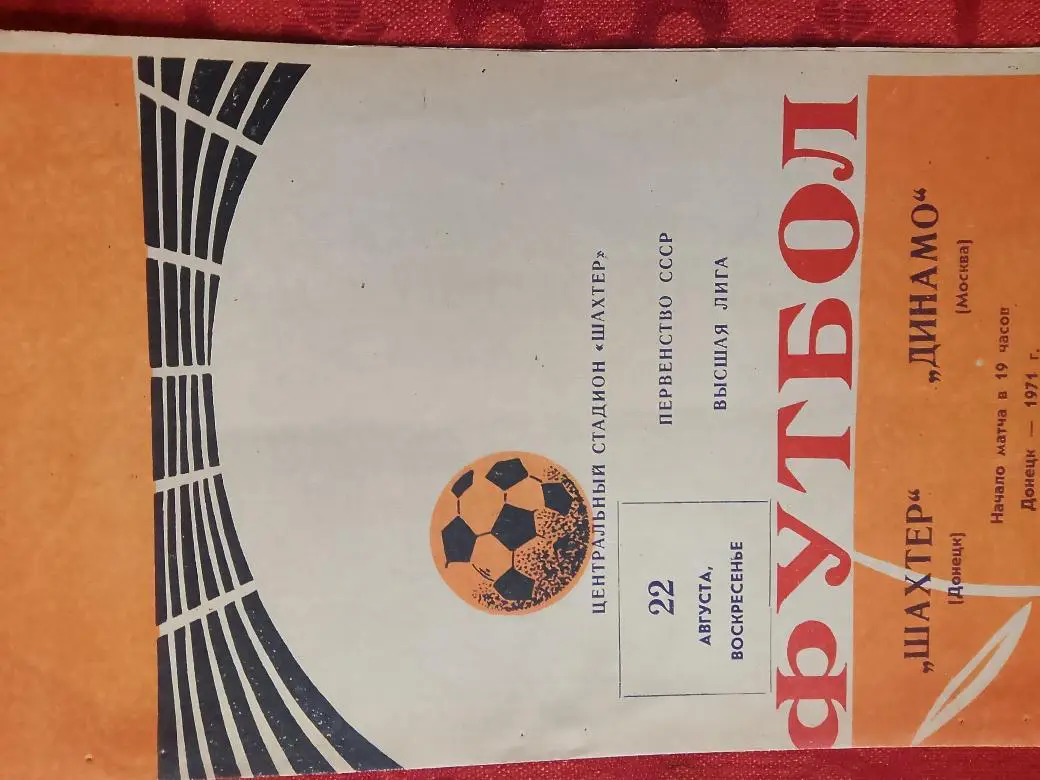 ЦЕНТРАЛЬНЫЙ СТАДИОН «ШАХТЕР»
22
АВГУСТА,
ВОСКРЕСЕНЬЕ
ПЕРВЕНСТВО СССР
ВЫСШАЯ ЛИГА
ФУТБОЛ
„ШАХТЕР“
(Донецк)
„ДИНАМО“
(Москва)
Начало матча в 19 часов
Донецк — 1971 г.